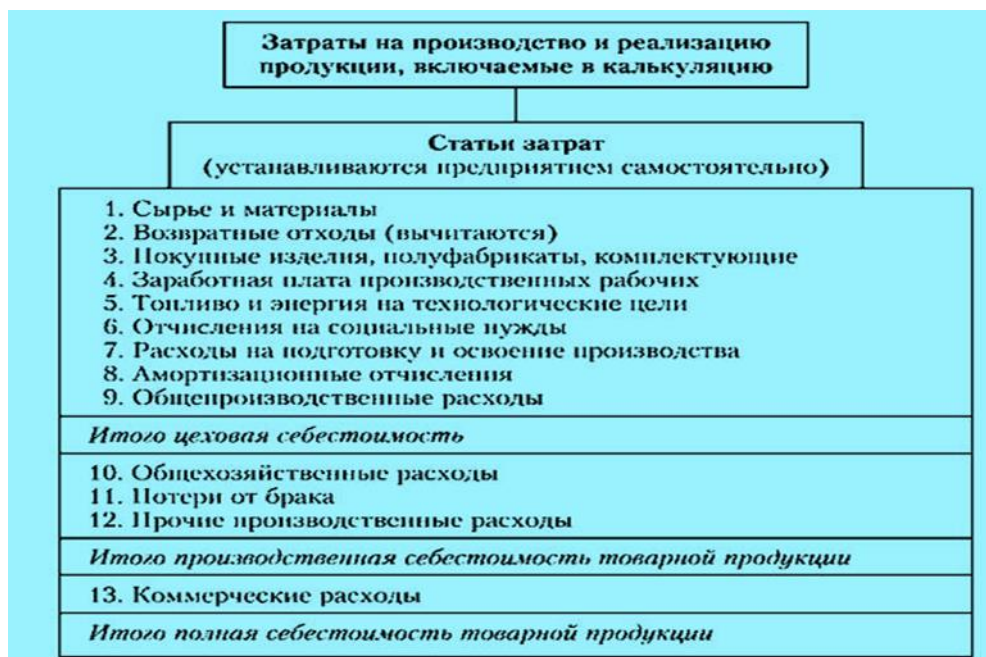 Затраты на производство и реализацию
продукции, включаемые в калькуляцию
Статьи затрат
(устанавливаются предприятием самостоятельно)
1. Сырье и материалы
2. Возвратные отходы (вычитаются)
3. Покупные изделия, полуфабрикаты, комплектующие
4. Заработная плата производственных рабочих
5. Топливо и энергия на технологические цели
6. Отчисления на социальные нужды
7. Расходы на подготовку и освоение производства
8. Амортизационные отчисления
9. Общепроизводственные расходы
Итого цеховая себестоимость
10. Общехозяйственные расходы
11. Потери от брака
12. Прочие производственные расходы
Итого производственная себестоимость товарной продукции
13. Коммерческие расходы
Итого полная себестоимость товарной продукции